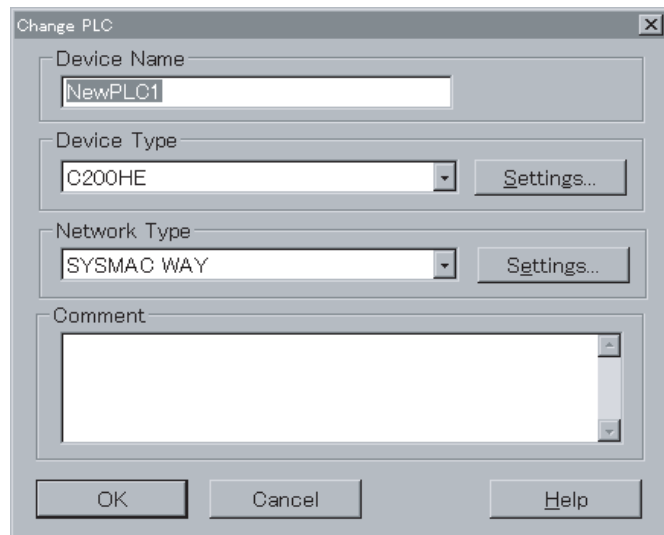 Change PLC
Device Name
NewPLC1
Device Type
C200HE
Settings...
Network Type
SYSMAC WAY
Settings...
Comment
OK
Cancel
Help